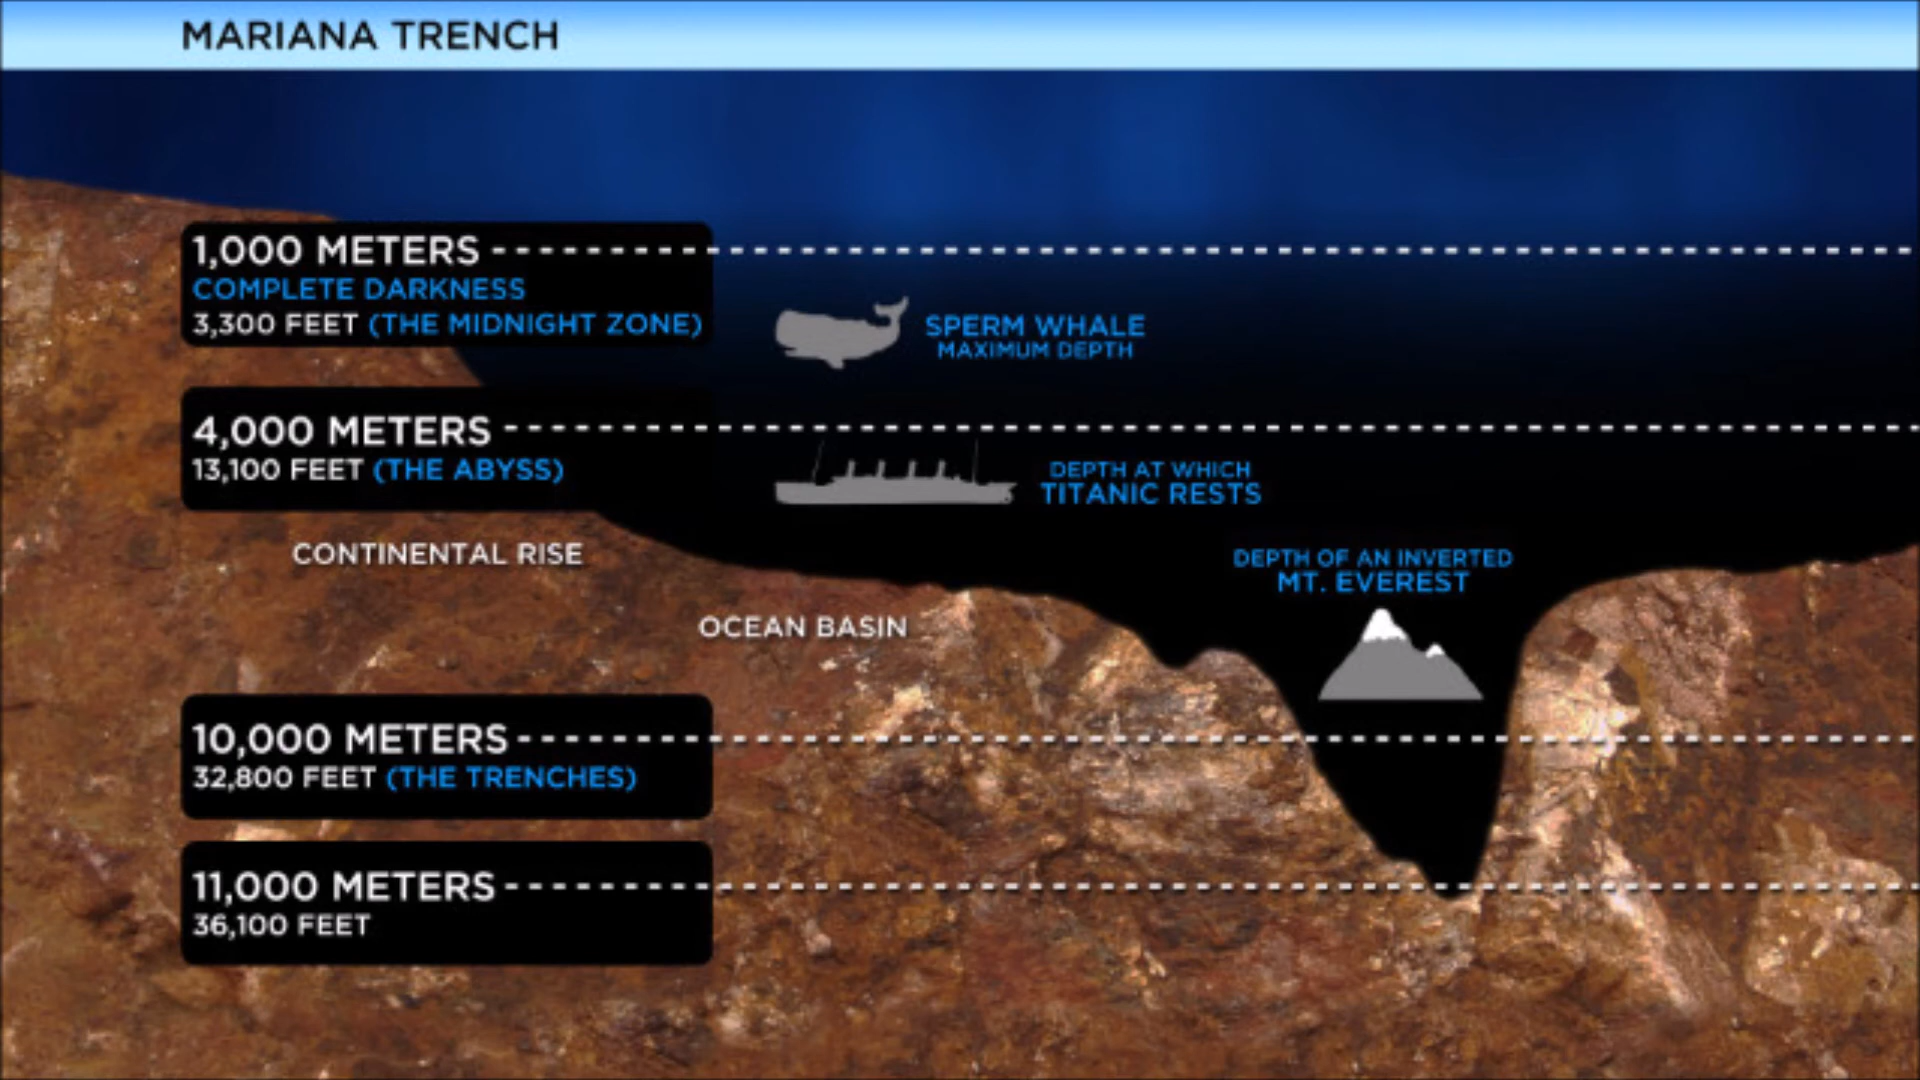 MARIANA TRENCH
1,000 METERS
COMPLETE DARKNESS
3,300 FEET (THE MIDNIGHT ZONE)
SPERM WHALE
MAXIMUM DEPTH
4,000 METERS
13,100 FEET (THE ABYSS)
DEPTH AT WHICH
TITANIC RESTS
CONTINENTAL RISE
DEPTH OF AN INVERTED
MT. EVEREST
OCEAN BASIN
10,000 METERS
32,800 FEET (THE TRENCHES)
11,000 METERS
36,100 FEET